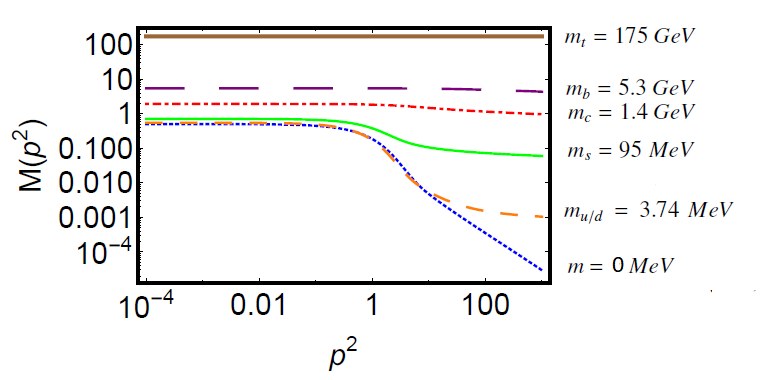 100
10
1
0.100
0.010
0.001
10⁻⁴
M(p²)
10⁻⁴
0.01
1
100
p²
m_t = 175 GeV
m_b = 5.3 GeV
m_c = 1.4 GeV
m_s = 95 MeV
m_{u/d} = 3.74 MeV
m = 0 MeV